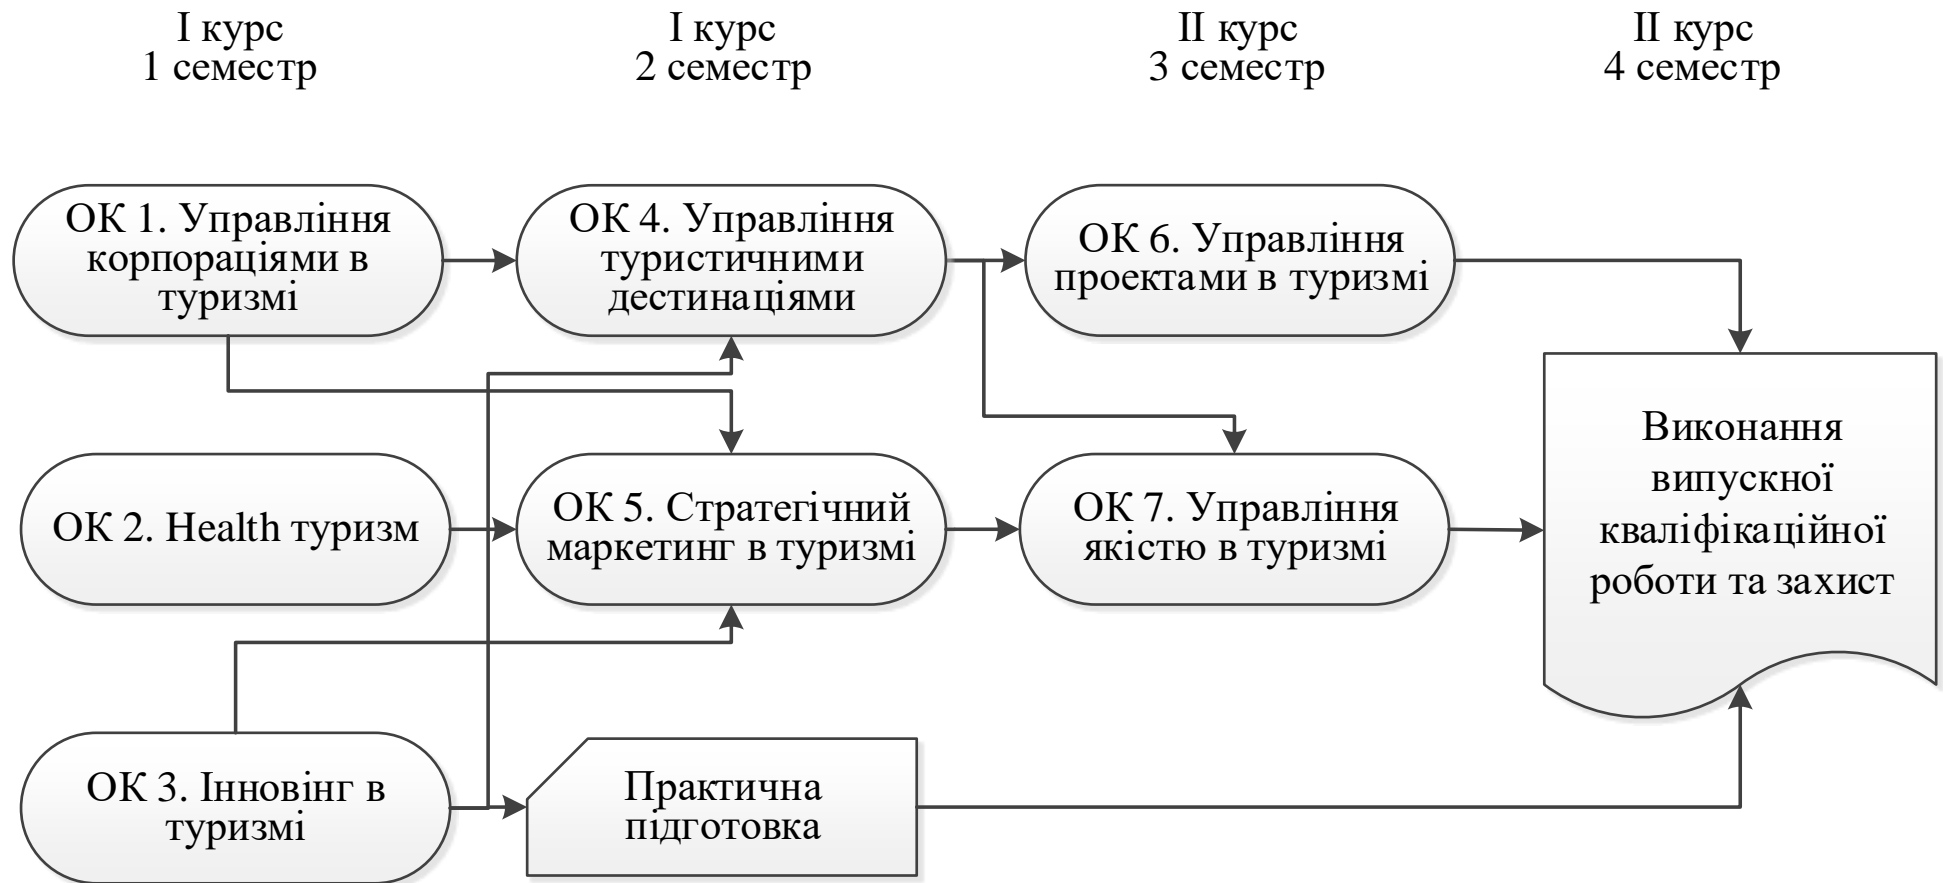 І курс
1 семестр
І курс
2 семестр
ІІ курс
3 семестр
ІІ курс
4 семестр
ОК 1. Управління
корпораціями в
туризмі
ОК 4. Управління
туристичними
дестинаціями
ОК 6. Управління
проектами в туризмі
ОК 2. Health туризм
ОК 5. Стратегічний
маркетинг в туризмі
ОК 7. Управління
якістю в туризмі
Виконання
випускної
кваліфікаційної
роботи та захист
ОК 3. Інновінг в
туризмі
Практична
підготовка